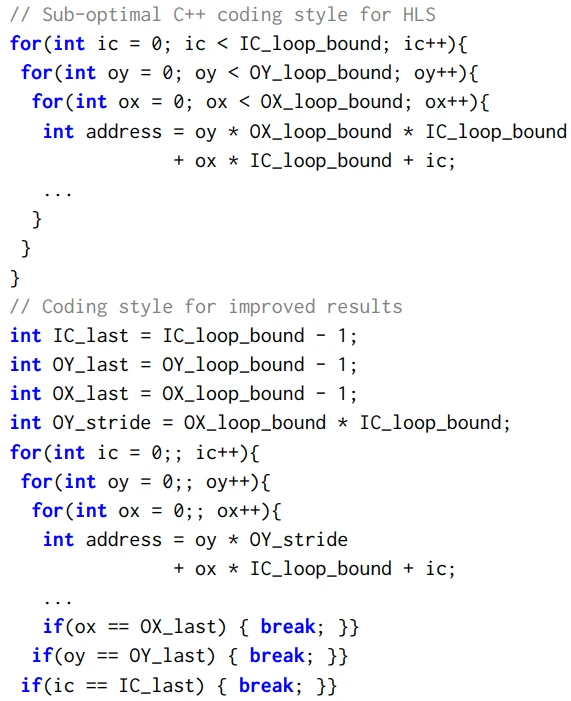 // Sub-optimal C++ coding style for HLS
for(int ic = 0; ic < IC_loop_bound; ic++){
 for(int oy = 0; oy < OY_loop_bound; oy++){
  for(int ox = 0; ox < OX_loop_bound; ox++){
   int address = oy * OX_loop_bound * IC_loop_bound
               + ox * IC_loop_bound + ic;
   ...
  }
 }
}
// Coding style for improved results
int IC_last = IC_loop_bound - 1;
int OY_last = OY_loop_bound - 1;
int OX_last = OX_loop_bound - 1;
int OY_stride = OX_loop_bound * IC_loop_bound;
for(int ic = 0;; ic++){
 for(int oy = 0;; oy++){
  for(int ox = 0;; ox++){
   int address = oy * OY_stride
               + ox * IC_loop_bound + ic;
   ...
   if(ox == OX_last) { break; }}
  if(oy == OY_last) { break; }}
 if(ic == IC_last) { break; }}